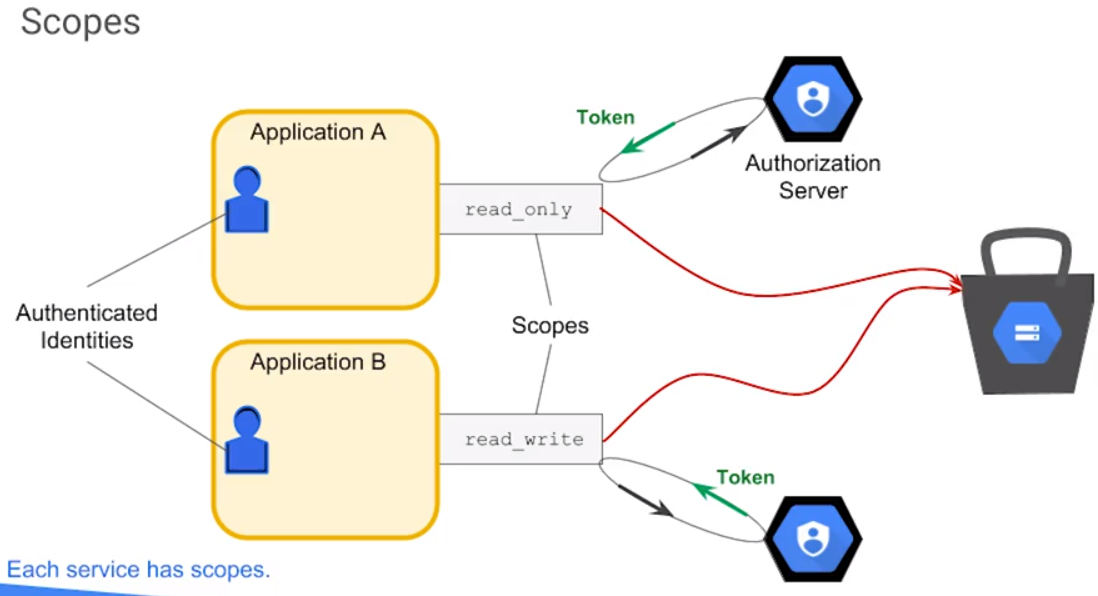 Scopes
Application A
Token
Authorization
Server
read_only
Authenticated
Identities
Scopes
Application B
read_write
Token
Each service has scopes.